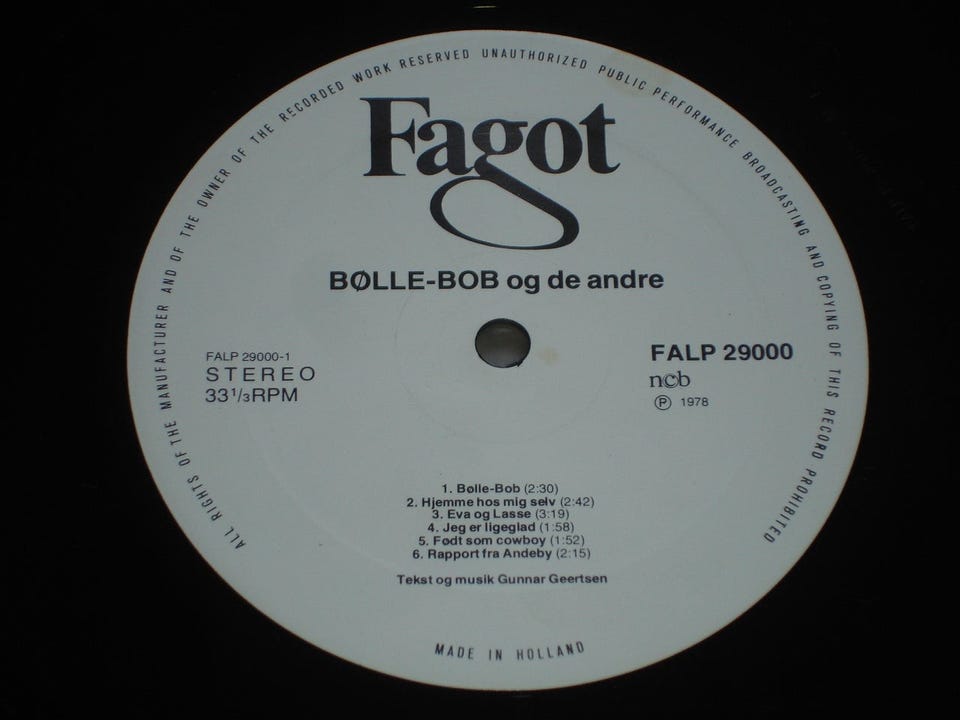 ALL RIGHTS OF THE MANUFACTURER AND OF THE OWNER OF THE RECORDED WORK RESERVED UNAUTHORIZED PUBLIC PERFORMANCE BROADCASTING AND COPYING OF THIS RECORD PROHIBITED
Fagot
BØLLE-BOB og de andre
FALP 29000-1
STEREO
33 1/3 RPM
FALP 29000
ncb
Ⓟ 1978
1. Bølle-Bob (2:30)
2. Hjemme hos mig selv (2:42)
3. Eva og Lasse (3:19)
4. Jeg er ligeglad (1:58)
5. Født som cowboy (1:52)
6. Rapport fra Andeby (2:15)
Tekst og musik Gunnar Geertsen
MADE IN HOLLAND